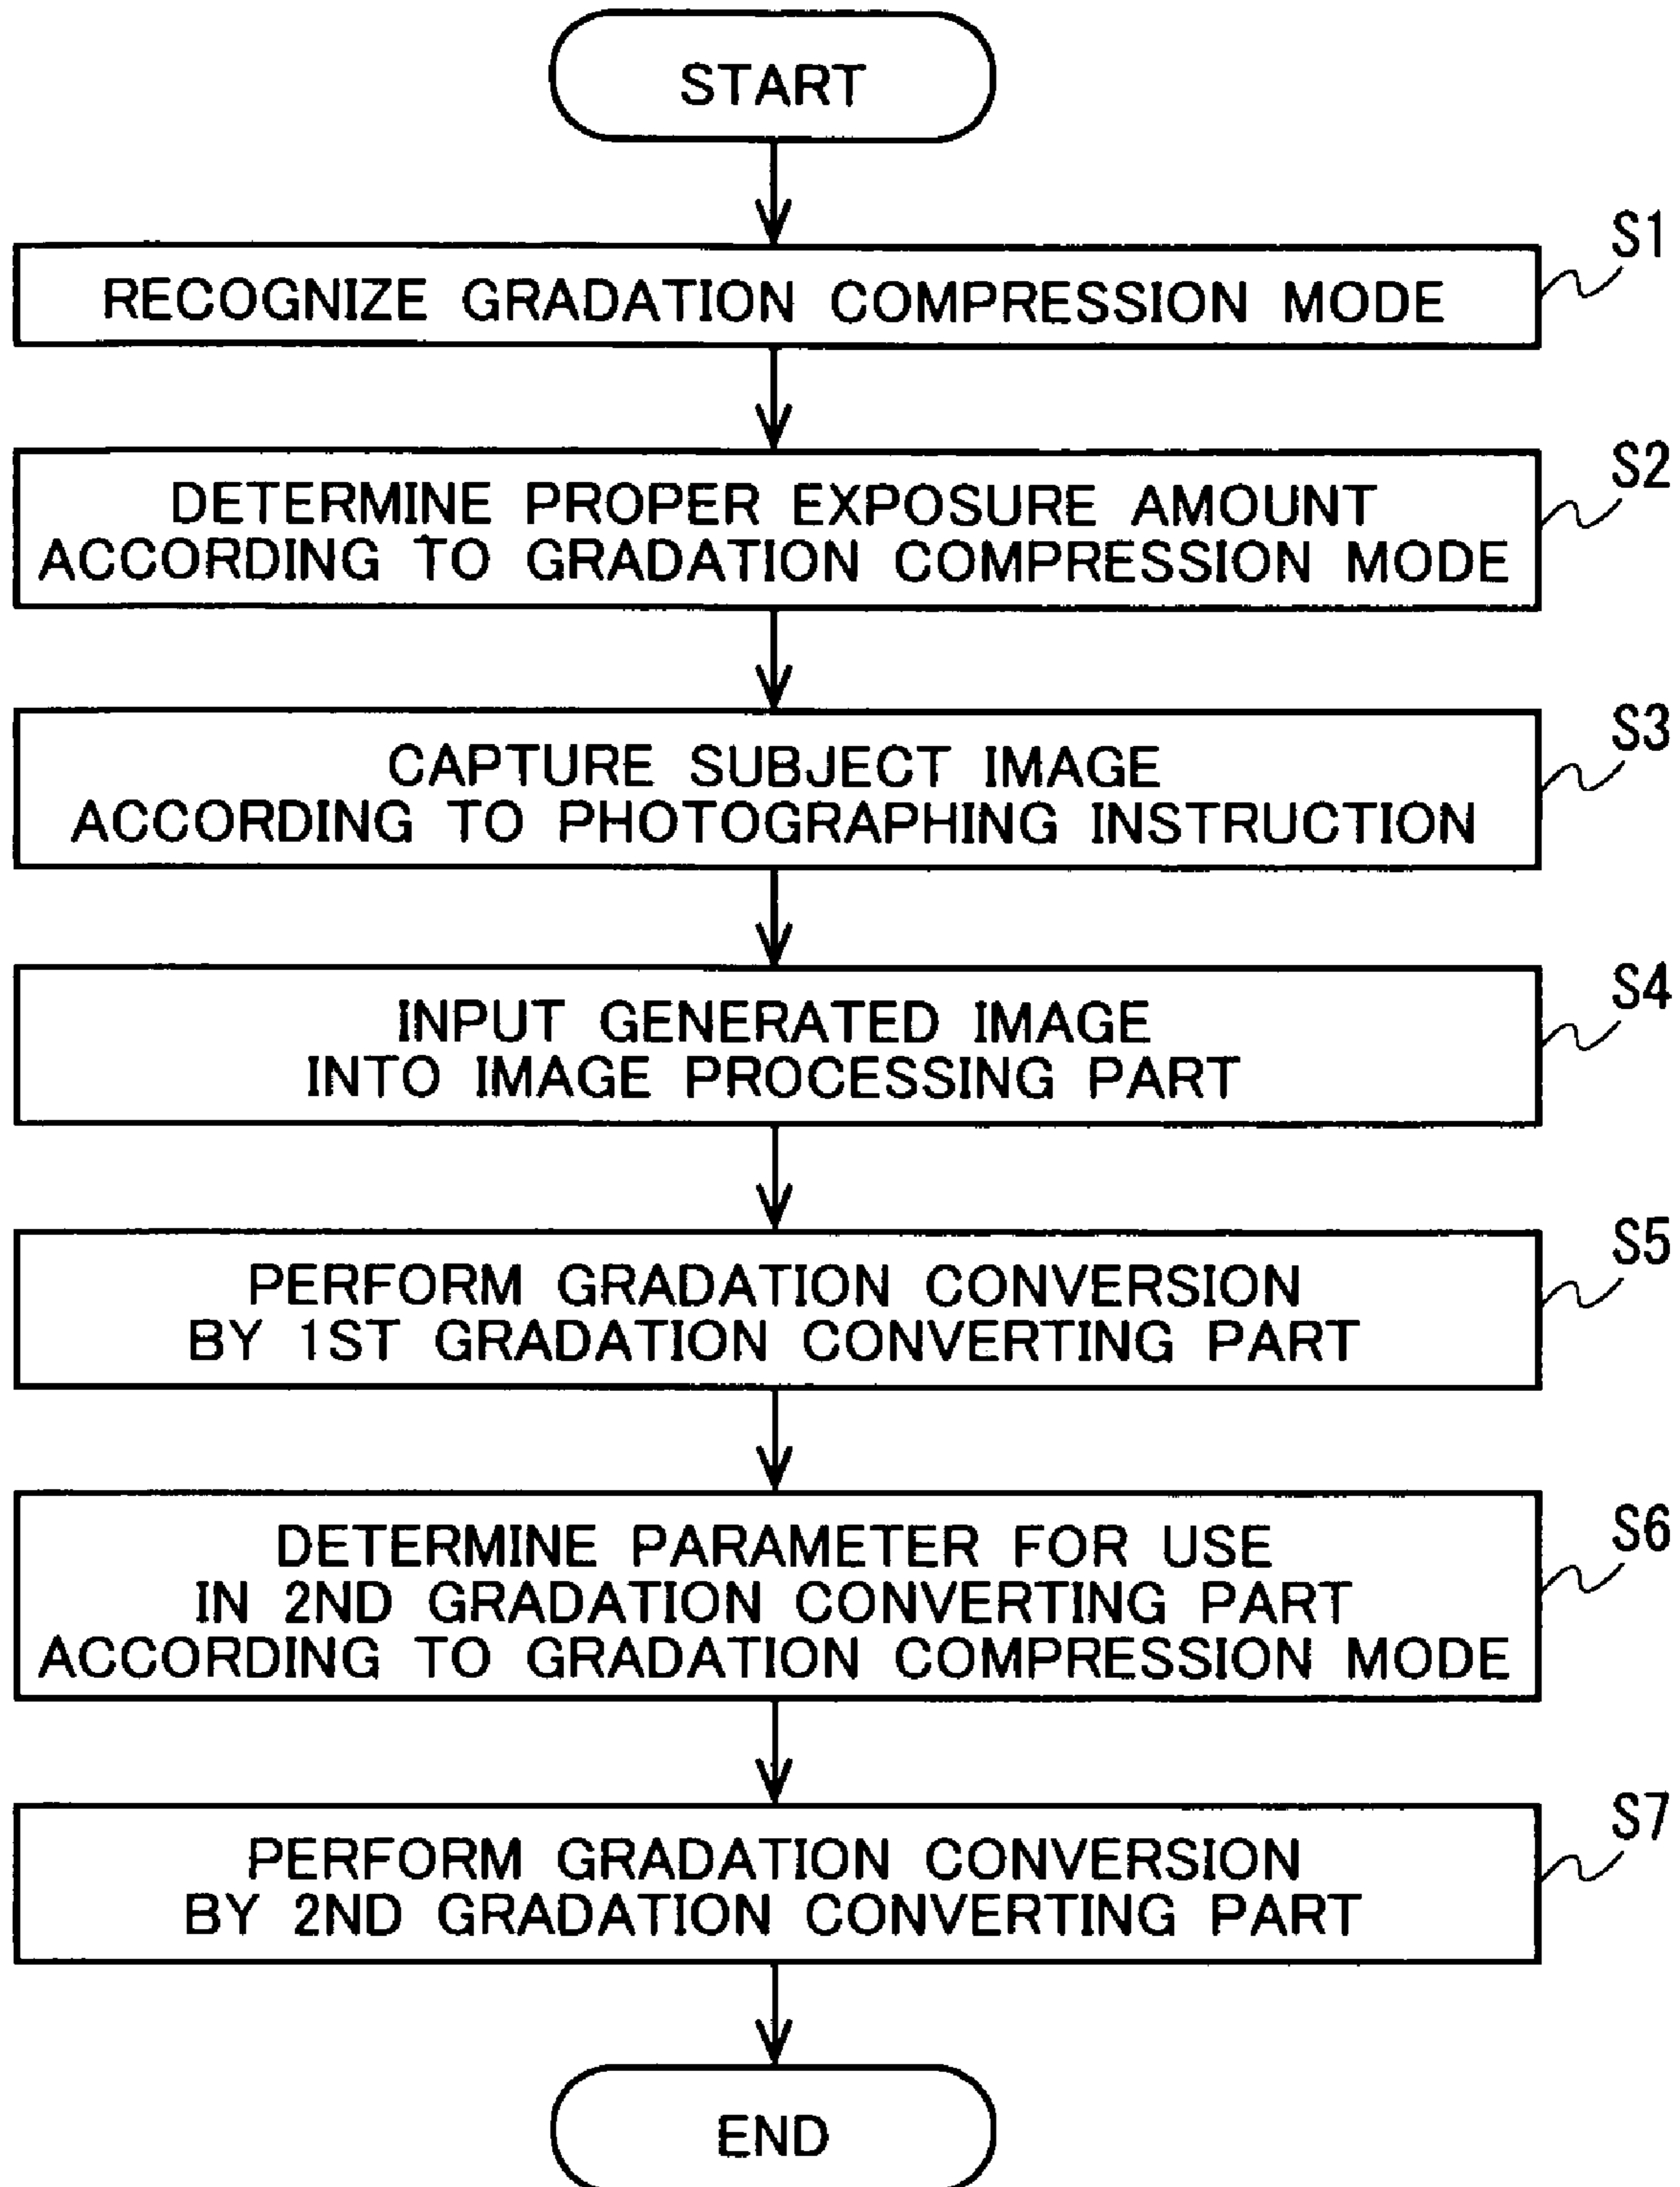 START
S1
RECOGNIZE GRADATION COMPRESSION MODE
S2
DETERMINE PROPER EXPOSURE AMOUNT
ACCORDING TO GRADATION COMPRESSION MODE
S3
CAPTURE SUBJECT IMAGE
ACCORDING TO PHOTOGRAPHING INSTRUCTION
S4
INPUT GENERATED IMAGE
INTO IMAGE PROCESSING PART
S5
PERFORM GRADATION CONVERSION
BY 1ST GRADATION CONVERTING PART
S6
DETERMINE PARAMETER FOR USE
IN 2ND GRADATION CONVERTING PART
ACCORDING TO GRADATION COMPRESSION MODE
S7
PERFORM GRADATION CONVERSION
BY 2ND GRADATION CONVERTING PART
END